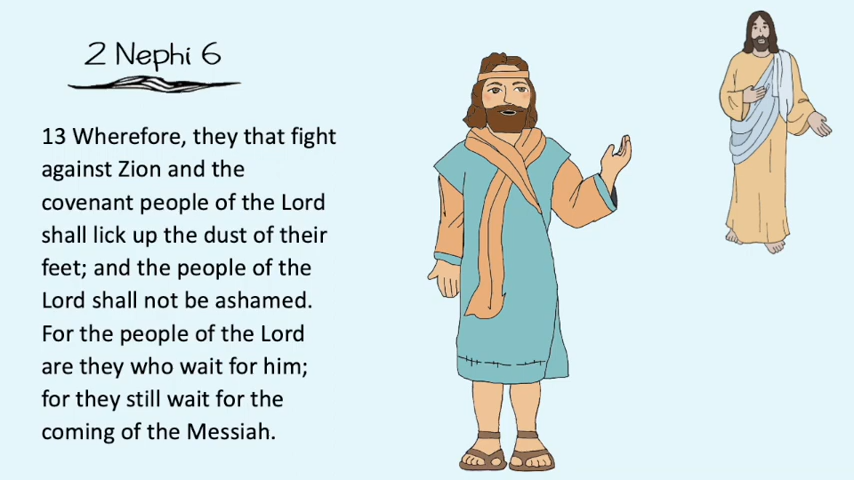 2 Nephi 6
13 Wherefore, they that fight
against Zion and the
covenant people of the Lord
shall lick up the dust of their
feet; and the people of the
Lord shall not be ashamed.
For the people of the Lord
are they who wait for him;
for they still wait for the
coming of the Messiah.